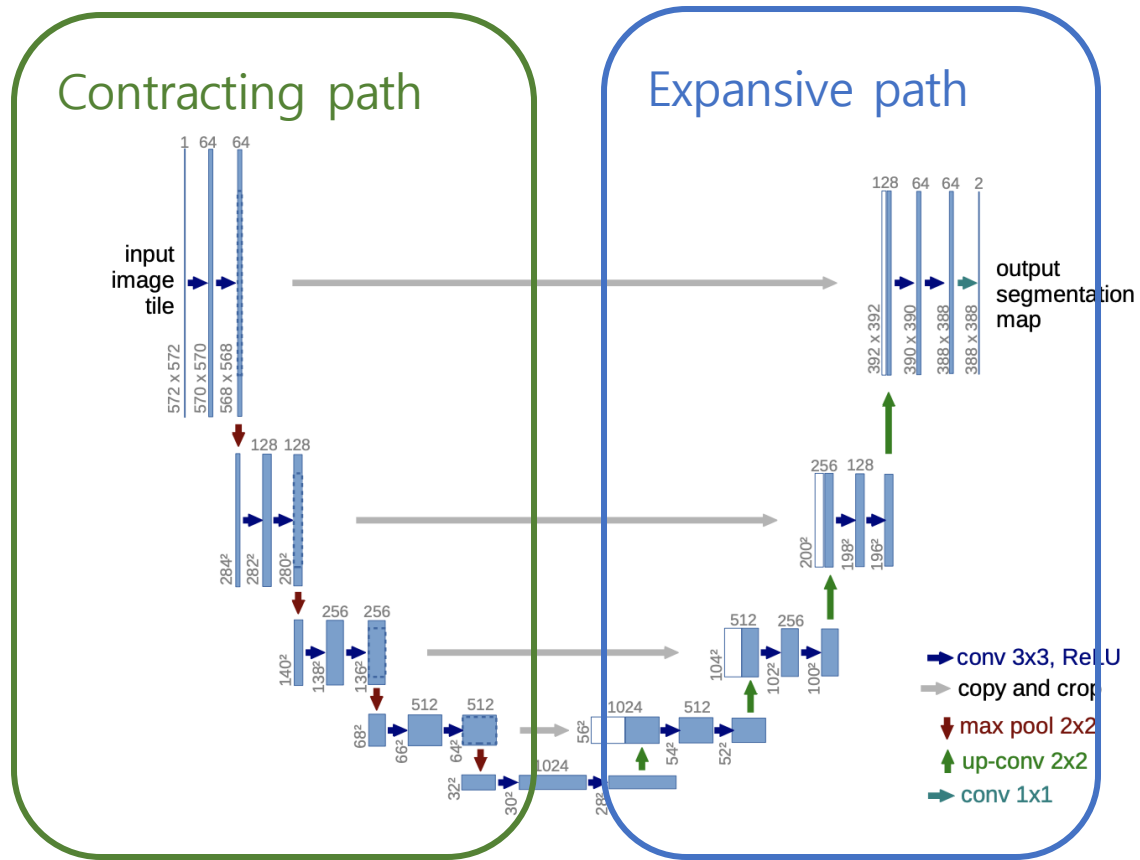 Contracting path
Expansive path
1 64 64
128 64 64 2
input
image
tile
output
segmentation
map
572 x 572
570 x 570
568 x 568
392 x 392
390 x 390
388 x 388
388 x 388
128 128
256 128
284²
282²
280²
200²
198²
196²
256 256
512 256
140²
138²
136²
104²
102²
100²
512 512
1024 512
68²
66²
64²
56²
54²
52²
1024
32²
30²
28²
conv 3x3, ReLU
copy and crop
max pool 2x2
up-conv 2x2
conv 1x1